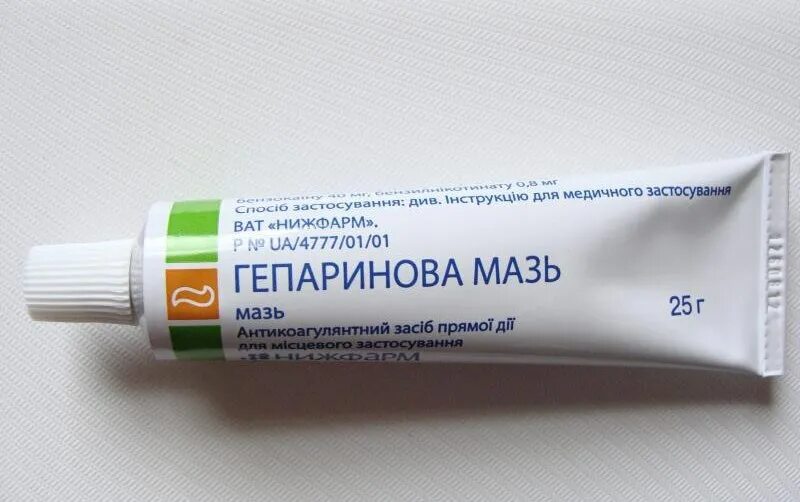 бензокаїну 40 мг, бензилнікотинату 0,8 мг
Спосіб застосування: див. Інструкцію для медичного застосування
ВАТ «НИЖФАРМ».
Р № UA/4777/01/01
ГЕПАРИНОВА МАЗЬ
мазь
25 г
Антикоагулянтний засіб прямої дії
для місцевого застосування
НИЖФАРМ